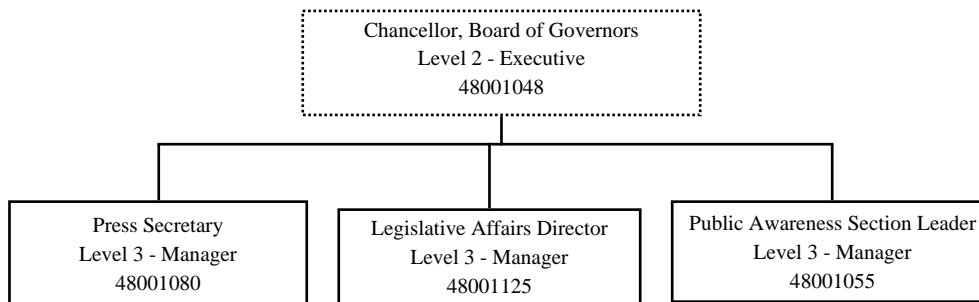 Chancellor, Board of Governors
Level 2 - Executive
48001048
Press Secretary
Level 3 - Manager
48001080
Legislative Affairs Director
Level 3 - Manager
48001125
Public Awareness Section Leader
Level 3 - Manager
48001055